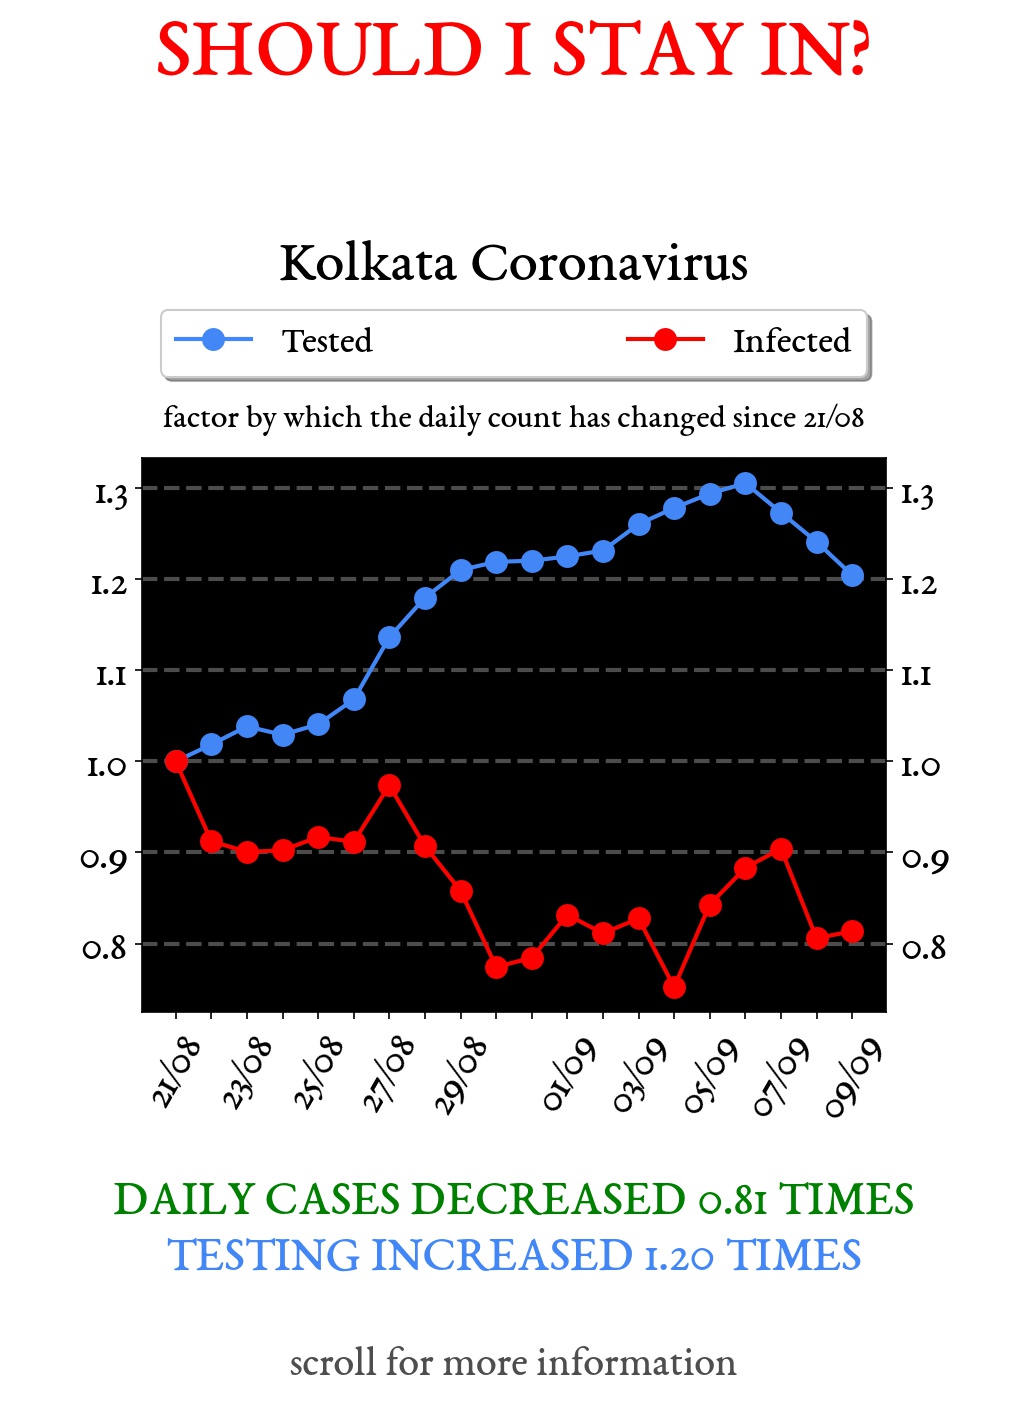 SHOULD I STAY IN?
Kolkata Coronavirus
Tested Infected
factor by which the daily count has changed since 21/08
1.3 1.3
1.2 1.2
1.1 1.1
1.0 1.0
0.9 0.9
0.8 0.8
21/08 23/08 25/08 27/08 29/08 01/09 03/09 05/09 07/09 09/09
DAILY CASES DECREASED 0.81 TIMES
TESTING INCREASED 1.20 TIMES
scroll for more information